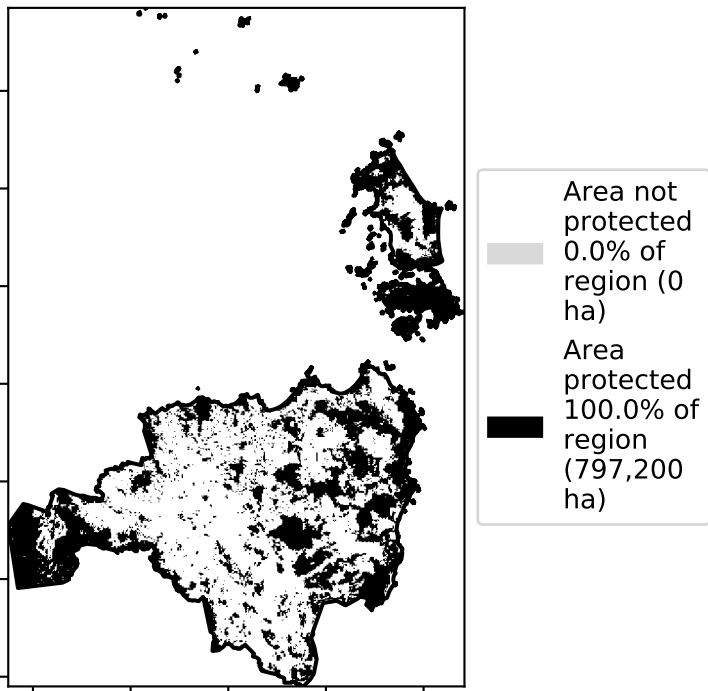 Area not
protected
0.0% of
region (0
ha)
Area
protected
100.0% of
region
(797,200
ha)